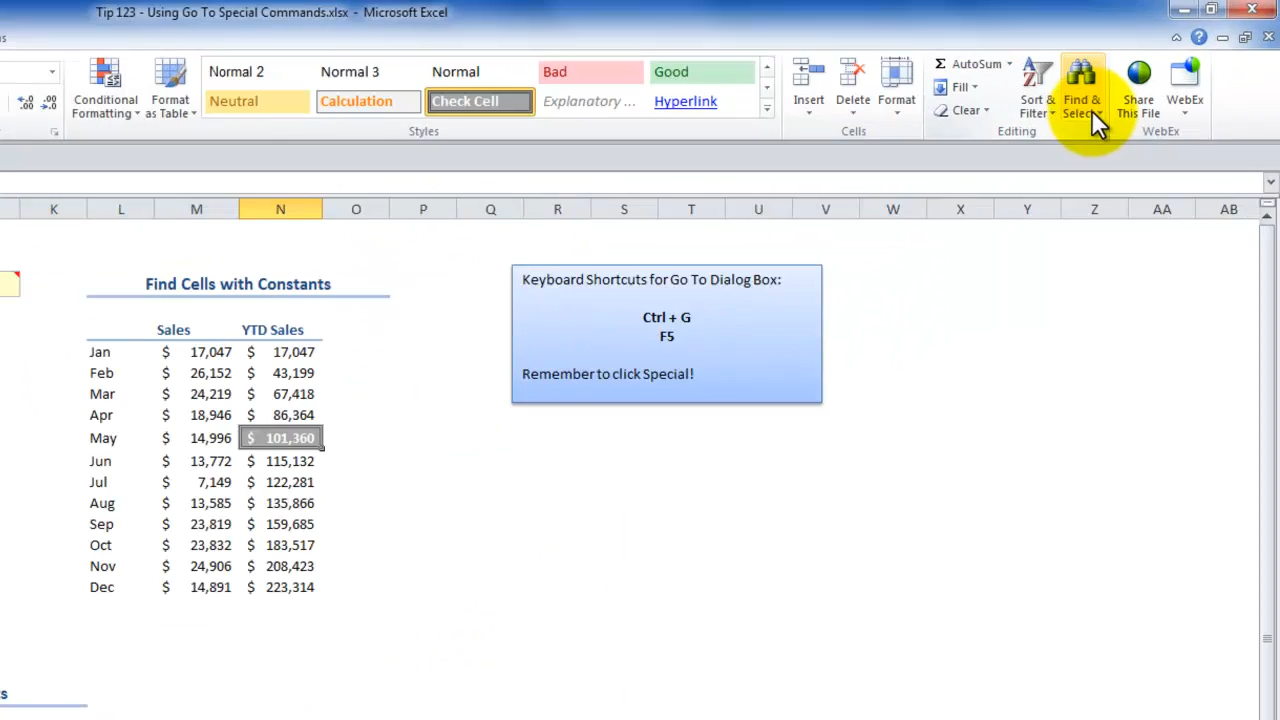 Tip 123 - Using Go To Special Commands.xlsx - Microsoft Excel
Normal 2 Normal 3 Normal Bad Good
Neutral Calculation Check Cell Explanatory ... Hyperlink
Conditional Formatting
Format as Table
Styles
Insert Delete Format
Cells
Σ AutoSum
Fill
Clear
Sort & Filter
Find & Select
Editing
Share This File
WebEx
WebEx
K L M N O P Q R S T U V W X Y Z AA AB
Find Cells with Constants
Sales YTD Sales
Jan $ 17,047 $ 17,047
Feb $ 26,152 $ 43,199
Mar $ 24,219 $ 67,418
Apr $ 18,946 $ 86,364
May $ 14,996 $ 101,360
Jun $ 13,772 $ 115,132
Jul $ 7,149 $ 122,281
Aug $ 13,585 $ 135,866
Sep $ 23,819 $ 159,685
Oct $ 23,832 $ 183,517
Nov $ 24,906 $ 208,423
Dec $ 14,891 $ 223,314
Keyboard Shortcuts for Go To Dialog Box:
Ctrl + G
F5
Remember to click Special!